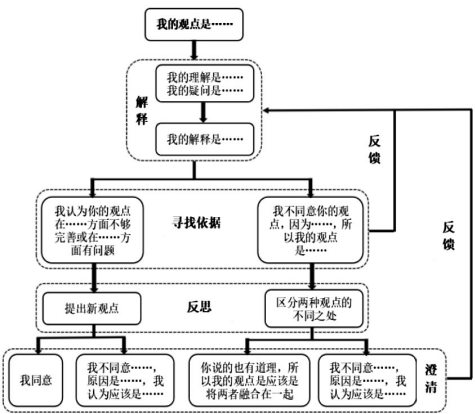 我的观点是……
解释
我的理解是……
我的疑问是……
我的解释是……
反馈
反馈
我认为你的观点
在……方面不够
完善或在……方
面有问题
寻找依据
我不同意你的观
点，因为……，所
以我的观点
是……
提出新观点
反思
区分两种观点的
不同之处
我同意
我不同意……，
原因是……，我
认为应该是……
你说的也有道理，所
以我的观点是应该是
将两者融合在一起
我不同意……，
原因是……，我
认为应该是……
澄清